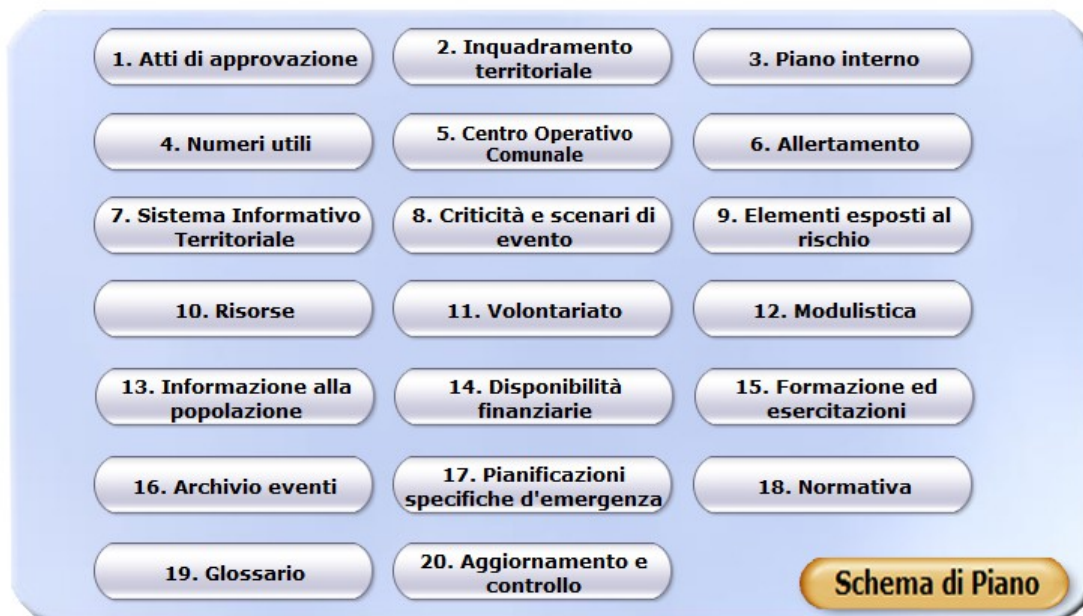 1. Atti di approvazione
2. Inquadramento
territoriale
3. Piano interno
4. Numeri utili
5. Centro Operativo
Comunale
6. Allertamento
7. Sistema Informativo
Territoriale
8. Criticità e scenari di
evento
9. Elementi esposti al
rischio
10. Risorse
11. Volontariato
12. Modulistica
13. Informazione alla
popolazione
14. Disponibilità
finanziarie
15. Formazione ed
esercitazioni
16. Archivio eventi
17. Pianificazioni
specifiche d'emergenza
18. Normativa
19. Glossario
20. Aggiornamento e
controllo
Schema di Piano